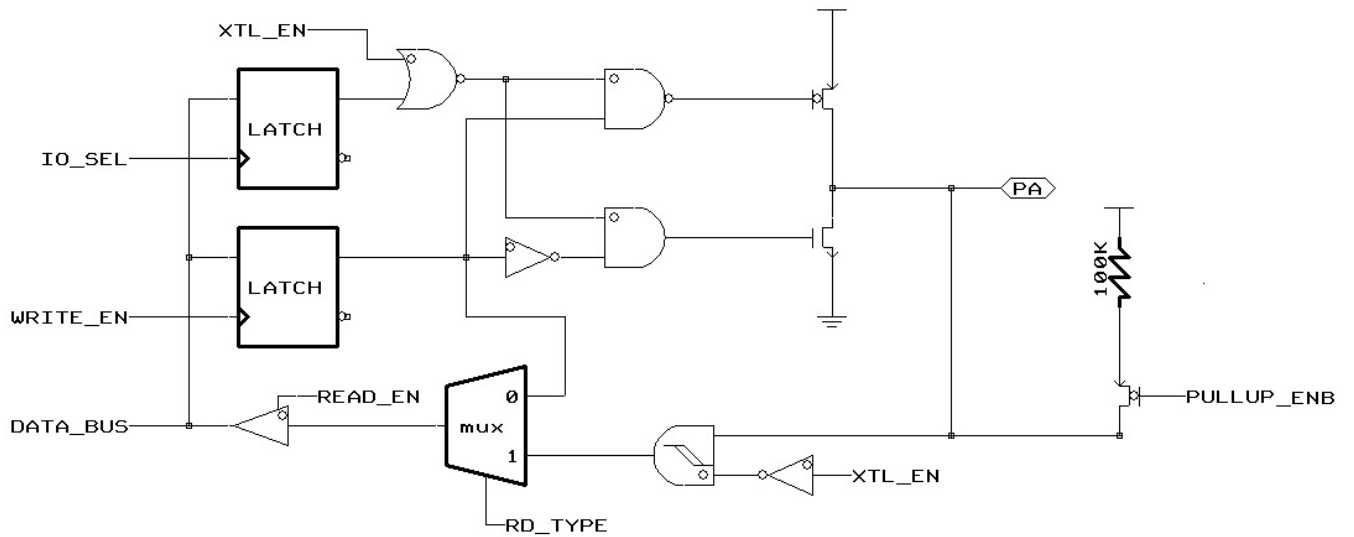 XTL_EN
LATCH
IO_SEL
PA
100K
LATCH
WRITE_EN
READ_EN
0
PULLUP_ENB
DATA_BUS
mux
1
XTL_EN
RD_TYPE